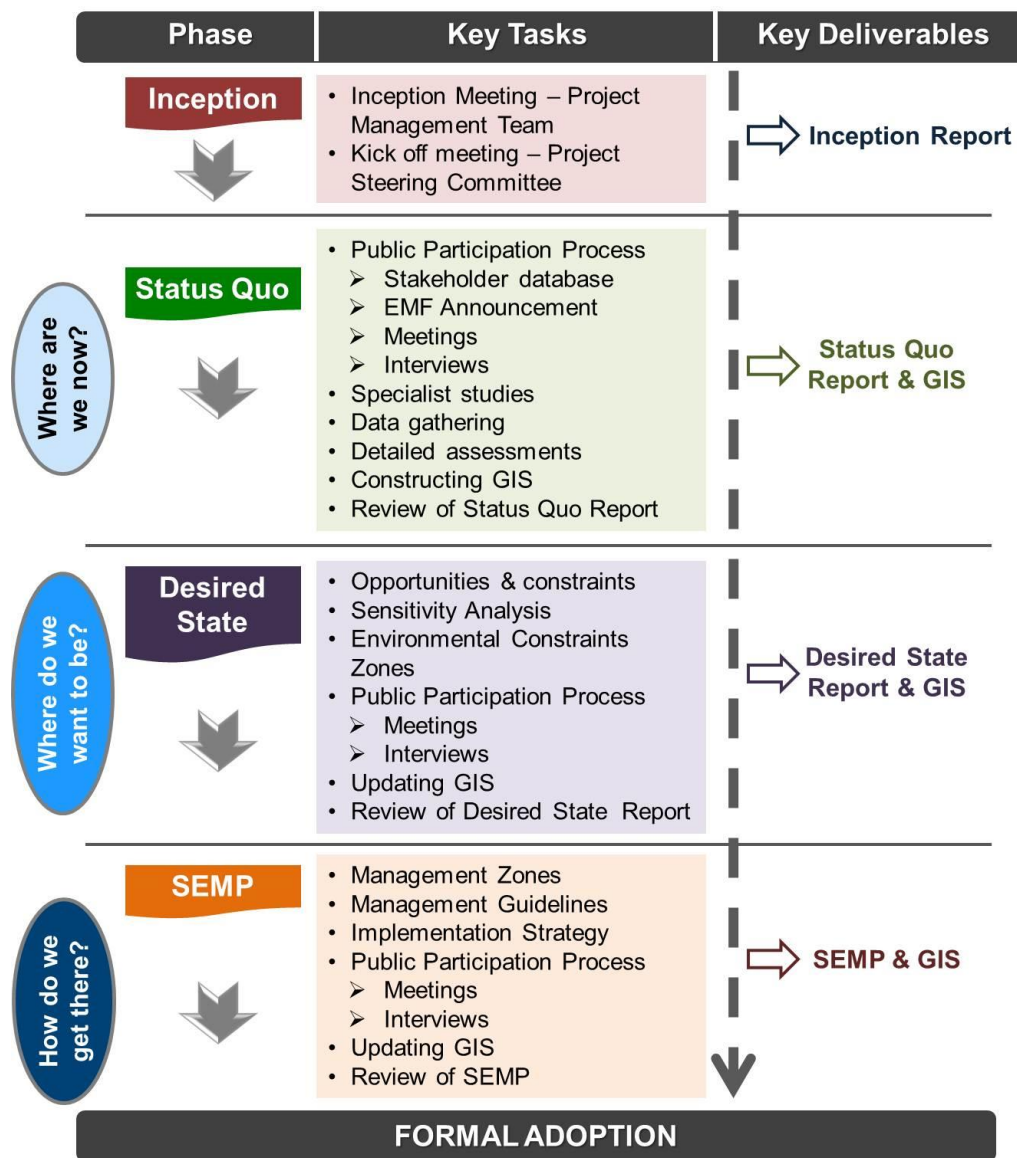 Phase
Key Tasks
Key Deliverables
Inception
• Inception Meeting – Project
Management Team
• Kick off meeting – Project
Steering Committee
Inception Report
Where are
we now?
Status Quo
• Public Participation Process
➢ Stakeholder database
➢ EMF Announcement
➢ Meetings
➢ Interviews
• Specialist studies
• Data gathering
• Detailed assessments
• Constructing GIS
• Review of Status Quo Report
Status Quo
Report & GIS
Where do we
want to be?
Desired
State
• Opportunities & constraints
• Sensitivity Analysis
• Environmental Constraints
Zones
• Public Participation Process
➢ Meetings
➢ Interviews
• Updating GIS
• Review of Desired State Report
Desired State
Report & GIS
How do we
get there?
SEMP
• Management Zones
• Management Guidelines
• Implementation Strategy
• Public Participation Process
➢ Meetings
➢ Interviews
• Updating GIS
• Review of SEMP
SEMP & GIS
FORMAL ADOPTION